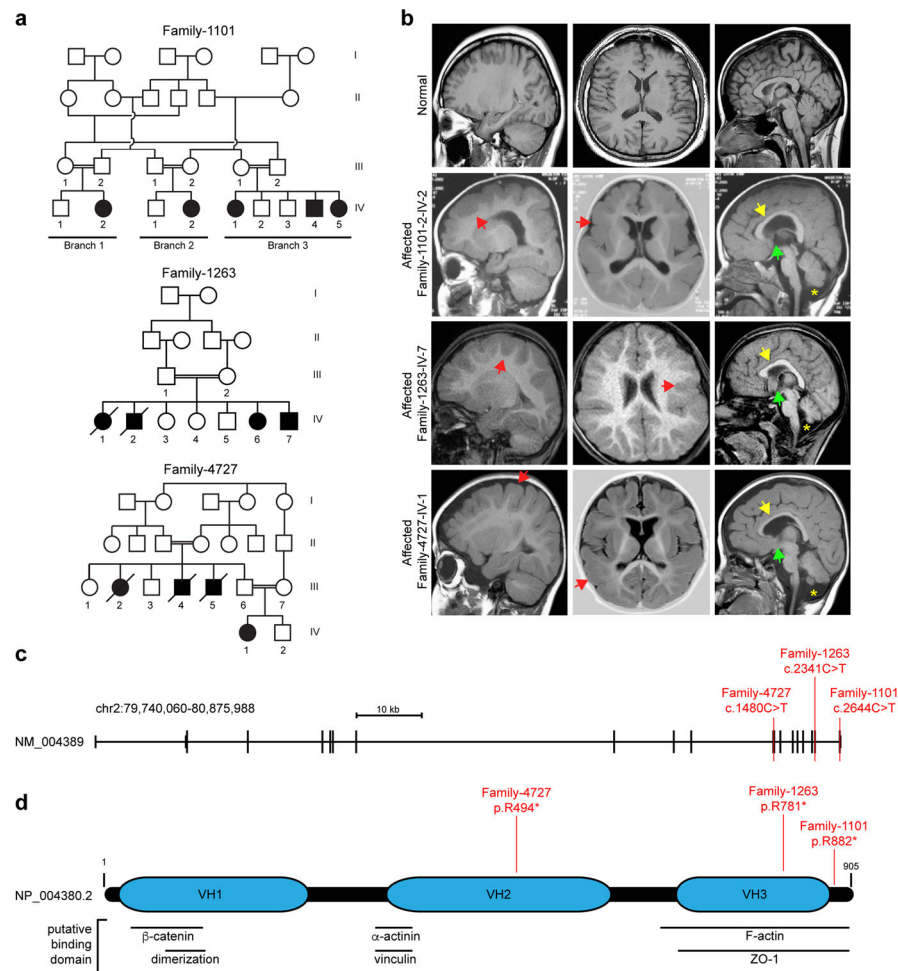 a
Family-1101
I
II
III
1 2 1 2 1 2
IV
1 2 1 2 1 2 3 4 5
Branch 1 Branch 2 Branch 3
Family-1263
I
II
III
1 2
IV
1 2 3 4 5 6 7
Family-4727
I
II
III
1 2 3 4 5 6 7
IV
1 2
b
Normal
Affected
Family-1101-2-IV-2
*
Affected
Family-1263-IV-7
*
Affected
Family-4727-IV-1
*
c
Family-1263
c.2341C>T
Family-4727
c.1480C>T
Family-1101
c.2644C>T
chr2:79,740,060-80,875,988
10 kb
NM_004389
d
Family-4727
p.R494*
Family-1263
p.R781*
Family-1101
p.R882*
1
905
NP_004380.2
VH1 VH2 VH3
putative
binding
domain
β-catenin
dimerization
α-actinin
vinculin
F-actin
ZO-1